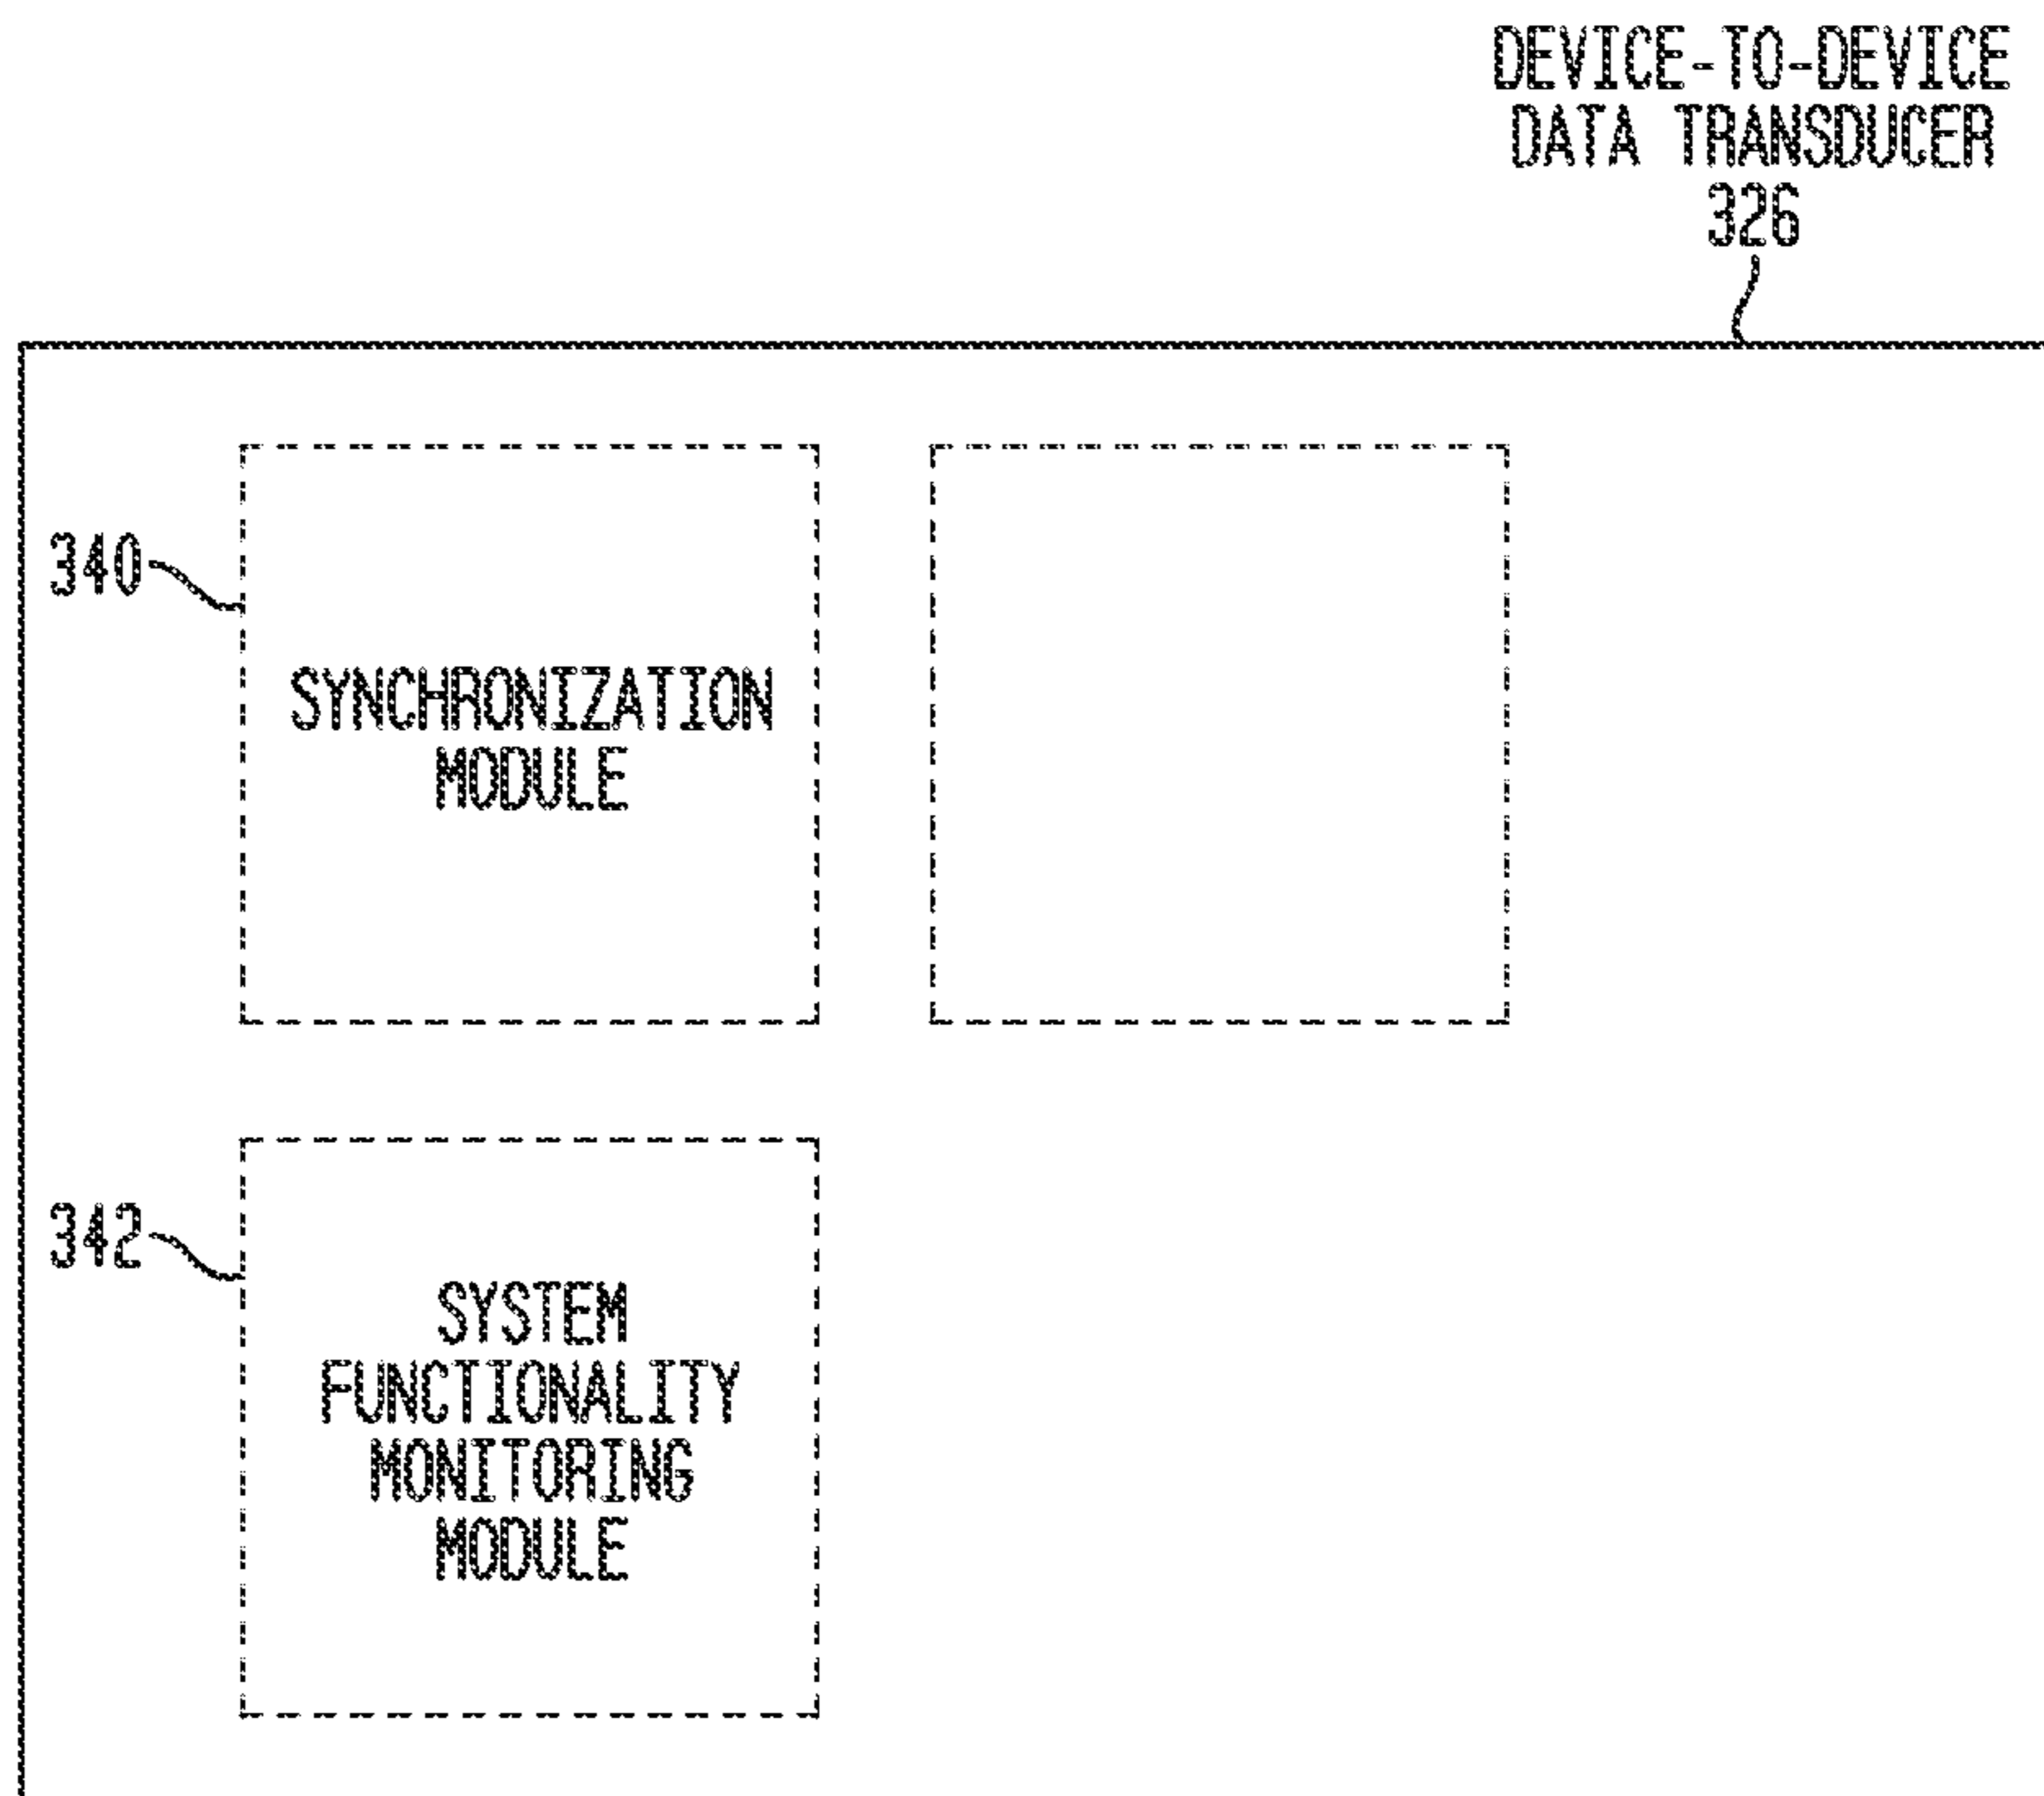 DEVICE-TO-DEVICE
DATA TRANSDUCER
326
340
SYNCHRONIZATION
MODULE
342
SYSTEM
FUNCTIONALITY
MONITORING
MODULE